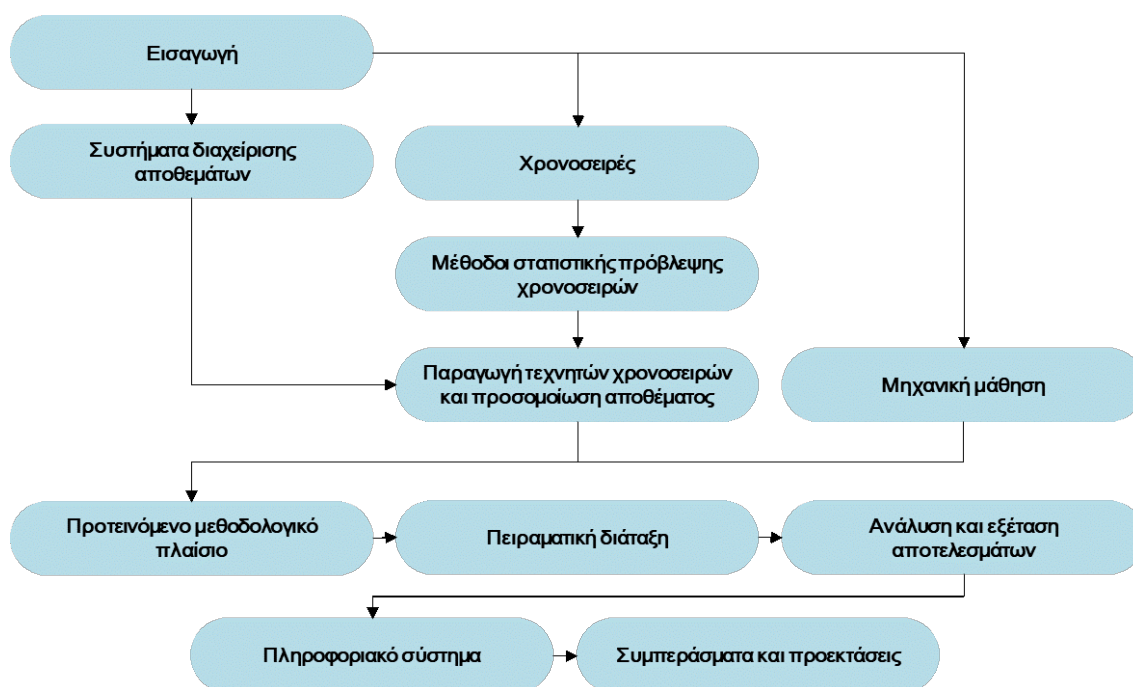 Εισαγωγή
Συστήματα διαχείρισης
αποθεμάτων
Χρονοσειρές
Μέθοδοι στατιστικής πρόβλεψης
χρονοσειρών
Παραγωγή τεχνητών χρονοσειρών
και προσομοίωση αποθέματος
Μηχανική μάθηση
Προτεινόμενο μεθοδολογικό
πλαίσιο
Πειραματική διάταξη
Ανάλυση και εξέταση
αποτελεσμάτων
Πληροφοριακό σύστημα
Συμπεράσματα και προεκτάσεις